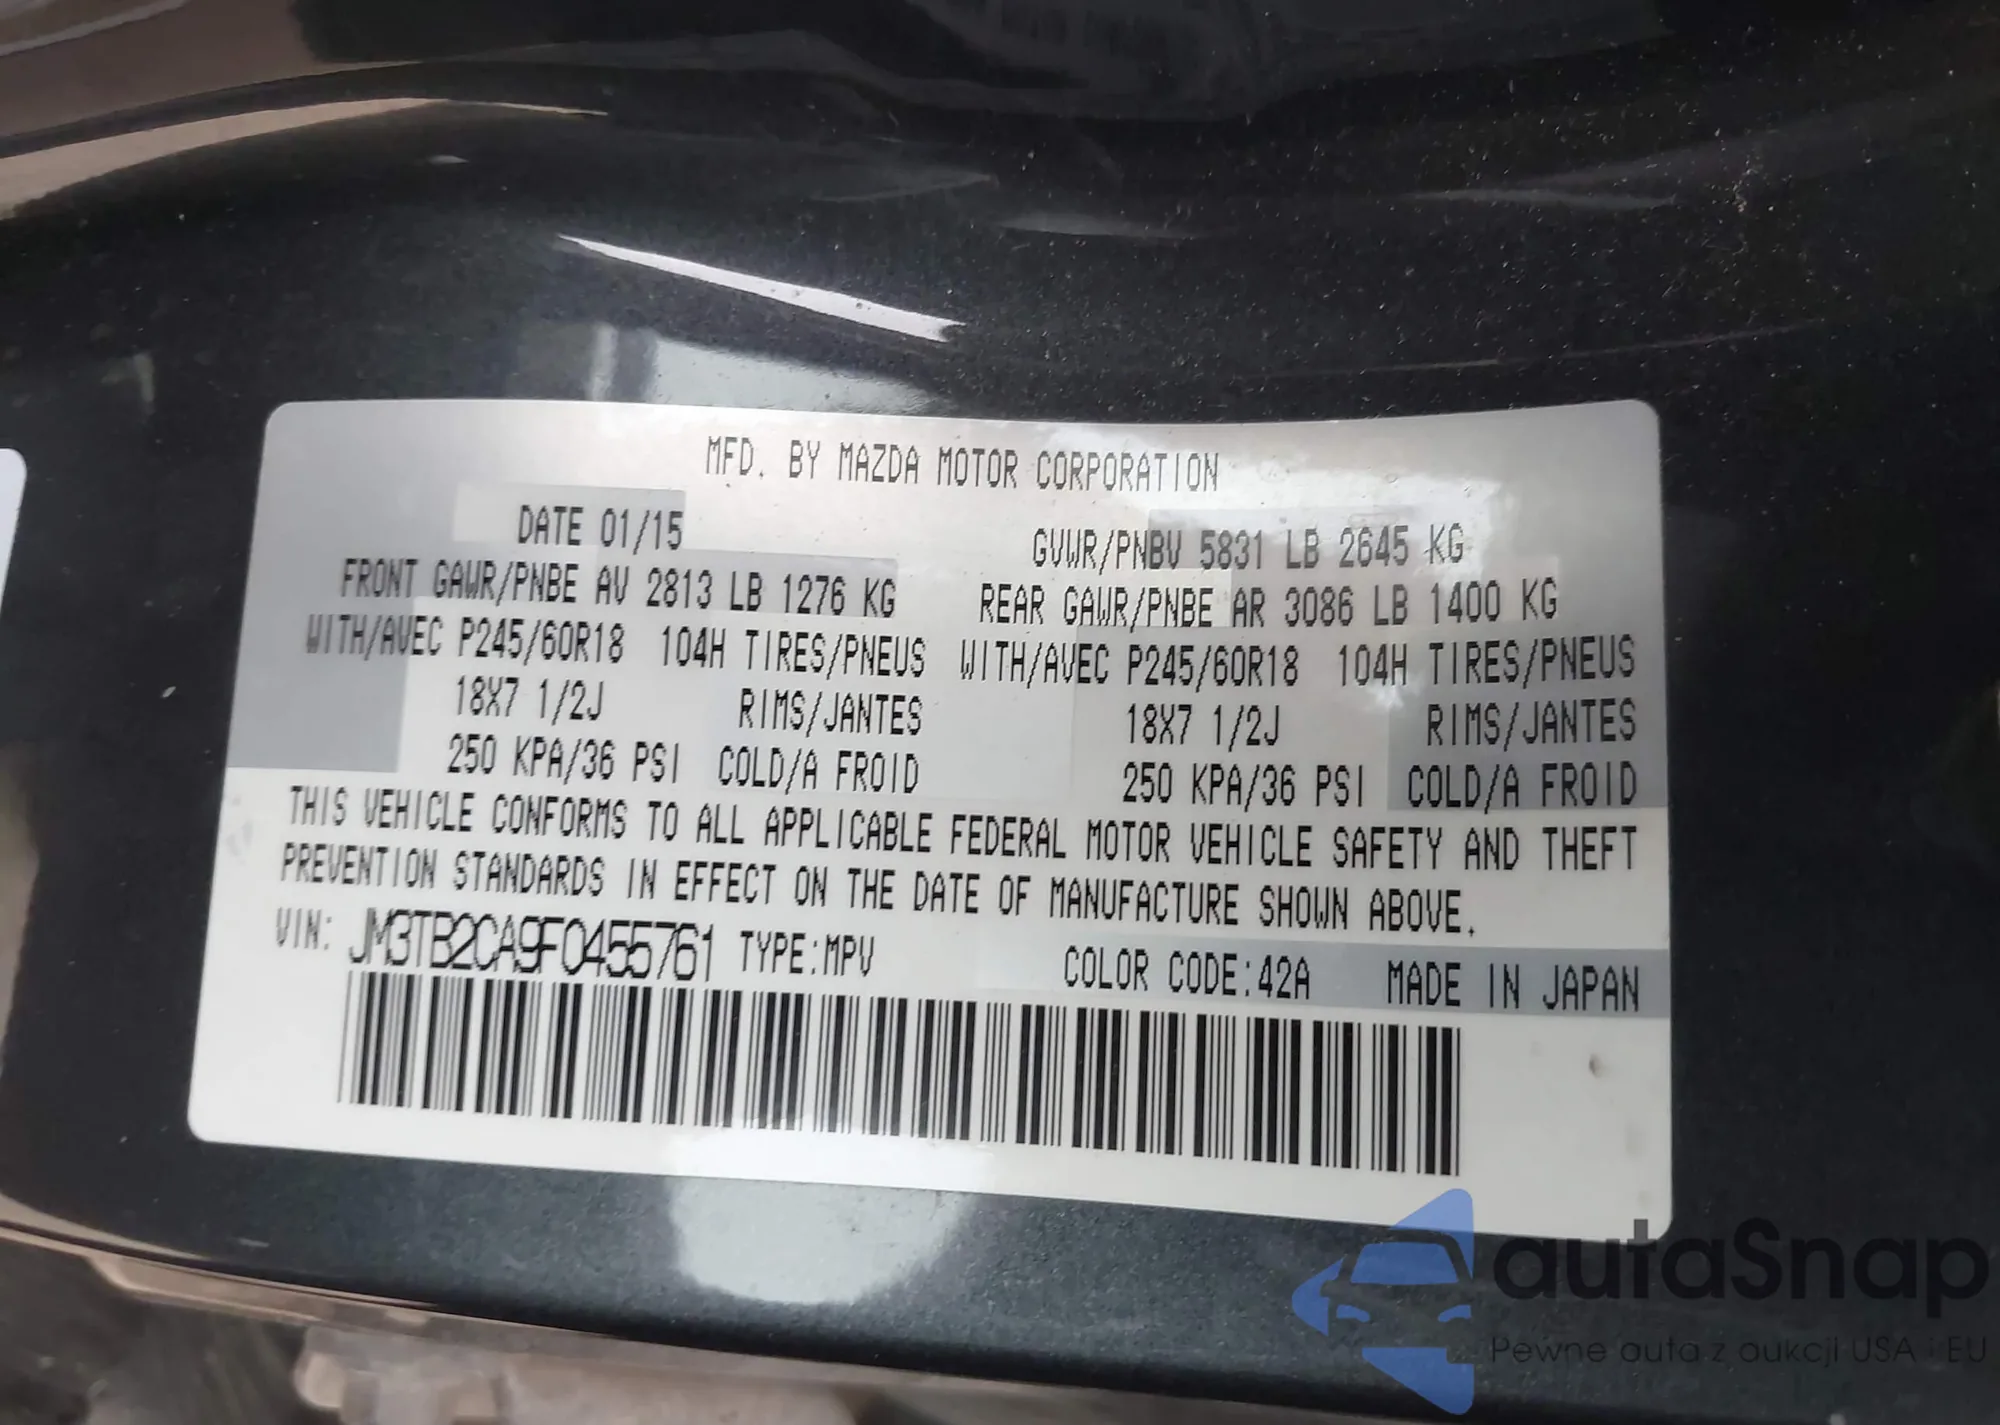 MFD. BY MAZDA MOTOR CORPORATION
DATE 01/15 GVWR/PNBV 5831 LB 2645 KG
FRONT GAWR/PNBE AV 2813 LB 1276 KG REAR GAWR/PNBE AR 3086 LB 1400 KG
WITH/AVEC P245/60R18 104H TIRES/PNEUS WITH/AVEC P245/60R18 104H TIRES/PNEUS
18X7 1/2J RIMS/JANTES 18X7 1/2J RIMS/JANTES
250 KPA/36 PSI COLD/A FROID 250 KPA/36 PSI COLD/A FROID
THIS VEHICLE CONFORMS TO ALL APPLICABLE FEDERAL MOTOR VEHICLE SAFETY AND THEFT
PREVENTION STANDARDS IN EFFECT ON THE DATE OF MANUFACTURE SHOWN ABOVE.
VIN: JM3TB2CA9F0455761 TYPE:MPV COLOR CODE:42A MADE IN JAPAN
autaSnap
Pewne auta z aukcji USA i EU